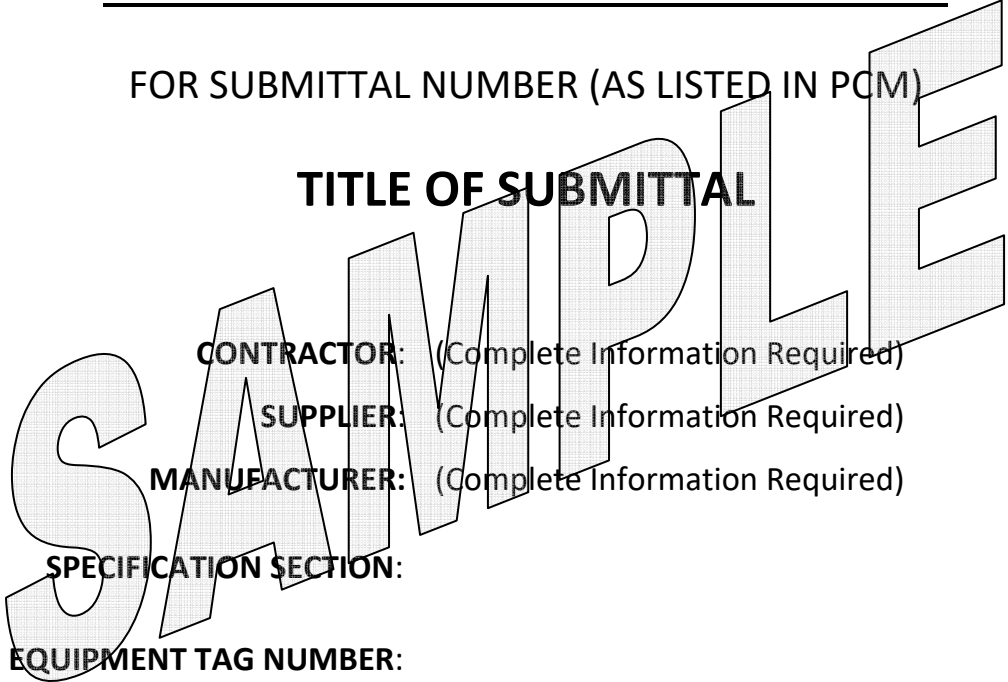 FOR SUBMITTAL NUMBER (AS LISTED IN PCM)
TITLE OF SUBMITTAL
CONTRACTOR: (Complete Information Required)
SUPPLIER: (Complete Information Required)
MANUFACTURER: (Complete Information Required)
SPECIFICATION SECTION:
EQUIPMENT TAG NUMBER:
SAMPLE